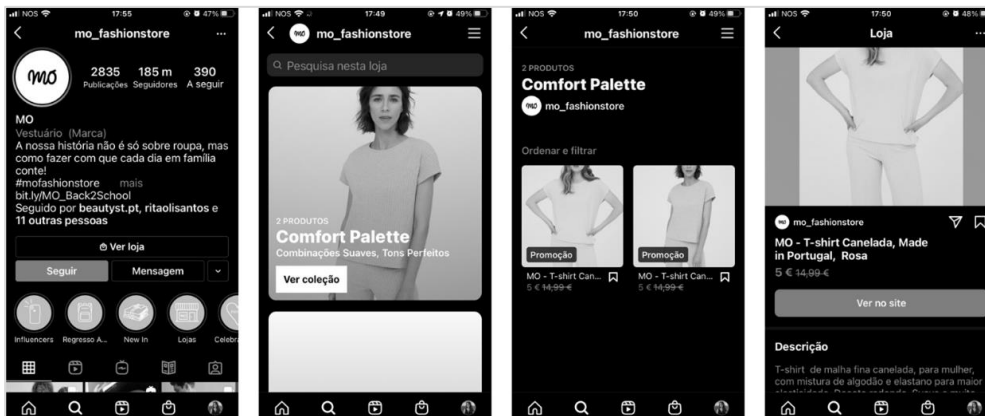 NOS 17:55 47%
mo_fashionstore
mo
2835 185 m 390
Publicações Seguidores A seguir
MO
Vestuário (Marca)
A nossa história não é só sobre roupa, mas
como fazer com que cada dia em família
conte!
#mofashionstore mais
bit.ly/MO_Back2School
Seguido por beautyst.pt, ritaolisantos e
11 outras pessoas
Ver loja
Seguir Mensagem
Influencers Regresso A... New In Lojas Celebr
NOS 17:49 49%
mo mo_fashionstore
Pesquisa nesta loja
2 PRODUTOS
Comfort Palette
Combinações Suaves, Tons Perfeitos
Ver coleção
NOS 17:50 49%
mo_fashionstore
2 PRODUTOS
Comfort Palette
mo mo_fashionstore
Ordenar e filtrar
Promoção Promoção
MO - T-shirt Can... MO - T-shirt Can...
5 € 14,99 € 5 € 14,99 €
NOS 17:50 48%
Loja
mo mo_fashionstore
MO - T-shirt Canelada, Made
in Portugal, Rosa
5 € 14,99 €
Ver no site
Descrição
T-shirt de malha fina canelada, para mulher,
com mistura de algodão e elastano para maior